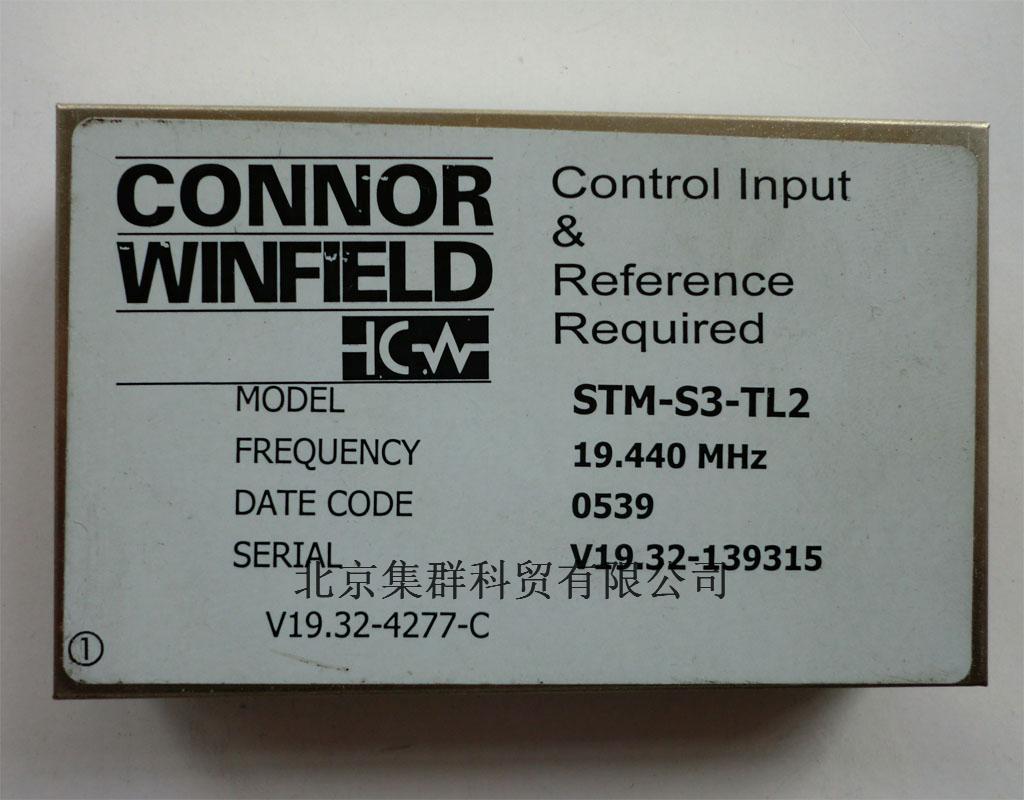 CONNOR
WINFIELD
CW
Control Input
&
Reference
Required
MODEL STM-S3-TL2
FREQUENCY 19.440 MHz
DATE CODE 0539
SERIAL V19.32-139315
北京集群科贸有限公司
V19.32-4277-C
①